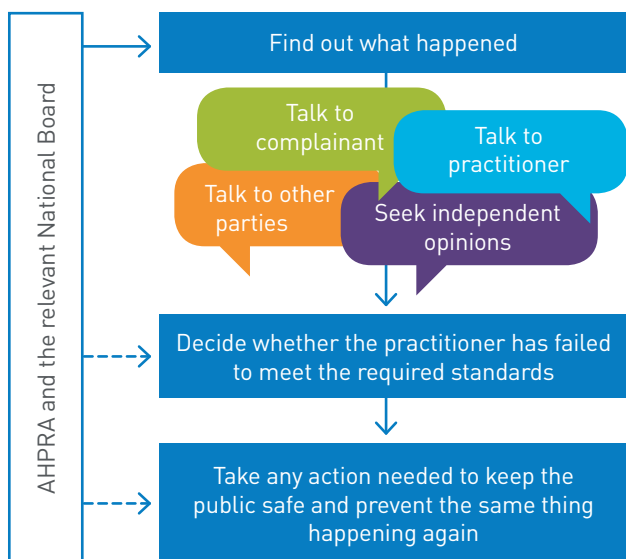 AHPRA and the relevant National Board
Find out what happened
Talk to
complainant
Talk to
practitioner
Talk to other
parties
Seek independent
opinions
Decide whether the practitioner has failed
to meet the required standards
Take any action needed to keep the
public safe and prevent the same thing
happening again